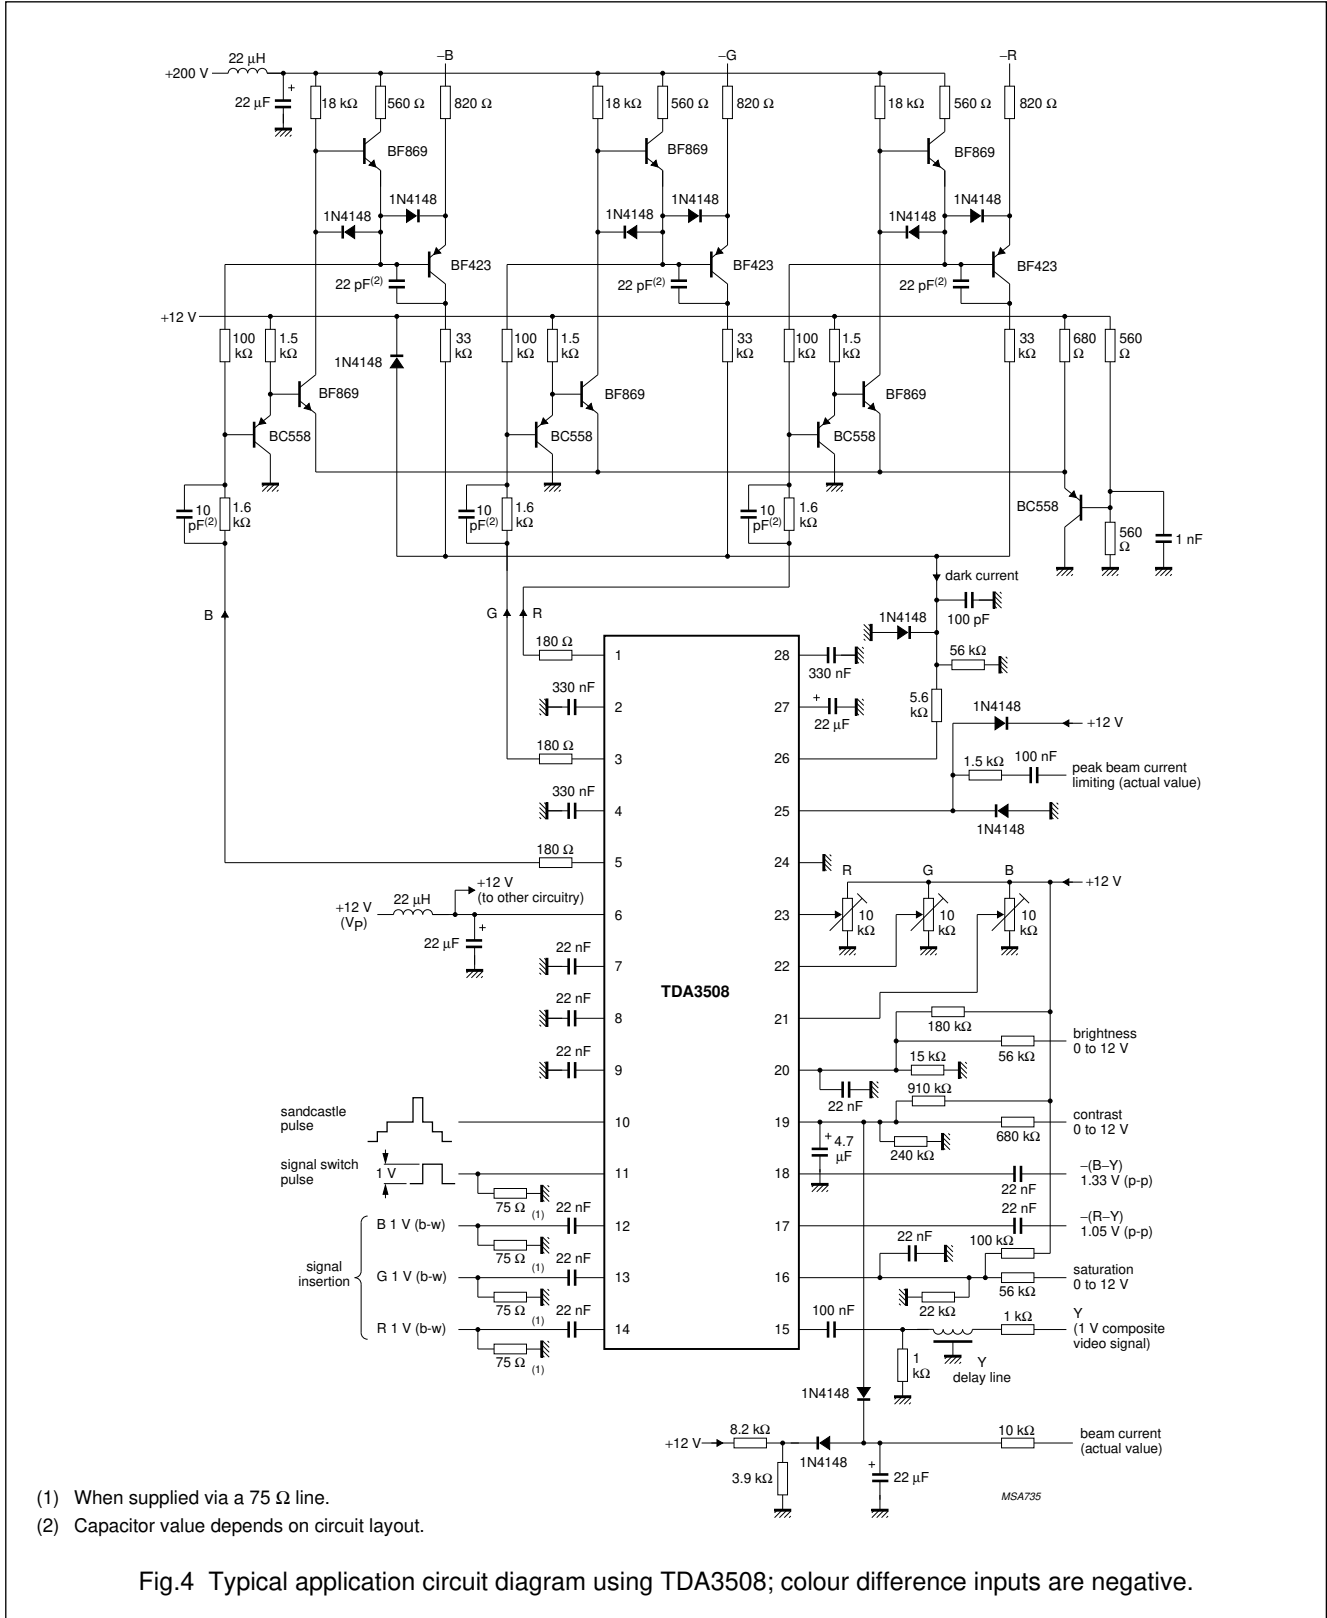 –B –G –R
22 μH
+200 V
22 μF +
18 kΩ 560 Ω 820 Ω 18 kΩ 560 Ω 820 Ω 18 kΩ 560 Ω 820 Ω
BF869 BF869 BF869
1N4148 1N4148 1N4148
1N4148 1N4148 1N4148
BF423 BF423 BF423
22 pF(2) 22 pF(2) 22 pF(2)
+12 V
100 kΩ 1.5 kΩ 1N4148 33 kΩ 100 kΩ 1.5 kΩ 33 kΩ 100 kΩ 1.5 kΩ 33 kΩ 680 Ω 560 Ω
BF869 BF869 BF869
BC558 BC558 BC558
10 pF(2) 1.6 kΩ 10 pF(2) 1.6 kΩ 10 pF(2) 1.6 kΩ BC558
560 Ω 1 nF
dark current
B G R
1N4148 100 pF
180 Ω 1 28 330 nF 56 kΩ
330 nF 2 27 + 22 μF 5.6 kΩ
1N4148 +12 V
180 Ω 3 26
1.5 kΩ 100 nF peak beam current
limiting (actual value)
330 nF 4 25 1N4148
180 Ω 5 24
R G B +12 V
+12 V
(to other circuitry)
+12 V
(VP)
22 μH 6 23 10 kΩ 10 kΩ 10 kΩ
22 μF +
22 nF 7 22
TDA3508
22 nF 8 21 180 kΩ
brightness
0 to 12 V
56 kΩ
22 nF 9 20 15 kΩ
22 nF 910 kΩ
sandcastle
pulse
10 19 680 kΩ
contrast
0 to 12 V
+ 4.7 μF 240 kΩ
signal switch
pulse
1 V 11 18 22 nF
–(B–Y)
1.33 V (p-p)
75 Ω (1)
B 1 V (b-w) 22 nF 12 17 22 nF
–(R–Y)
1.05 V (p-p)
75 Ω (1)
22 nF 100 kΩ
signal
insertion
G 1 V (b-w) 22 nF 13 16 56 kΩ
saturation
0 to 12 V
75 Ω (1) 22 kΩ
R 1 V (b-w) 22 nF 14 15 100 nF 1 kΩ
Y
(1 V composite
video signal)
75 Ω (1) 1 kΩ
Y
delay line
1N4148
+12 V 8.2 kΩ 1N4148 10 kΩ
beam current
(actual value)
3.9 kΩ + 22 μF
MSA735
(1) When supplied via a 75 Ω line.
(2) Capacitor value depends on circuit layout.
Fig.4 Typical application circuit diagram using TDA3508; colour difference inputs are negative.